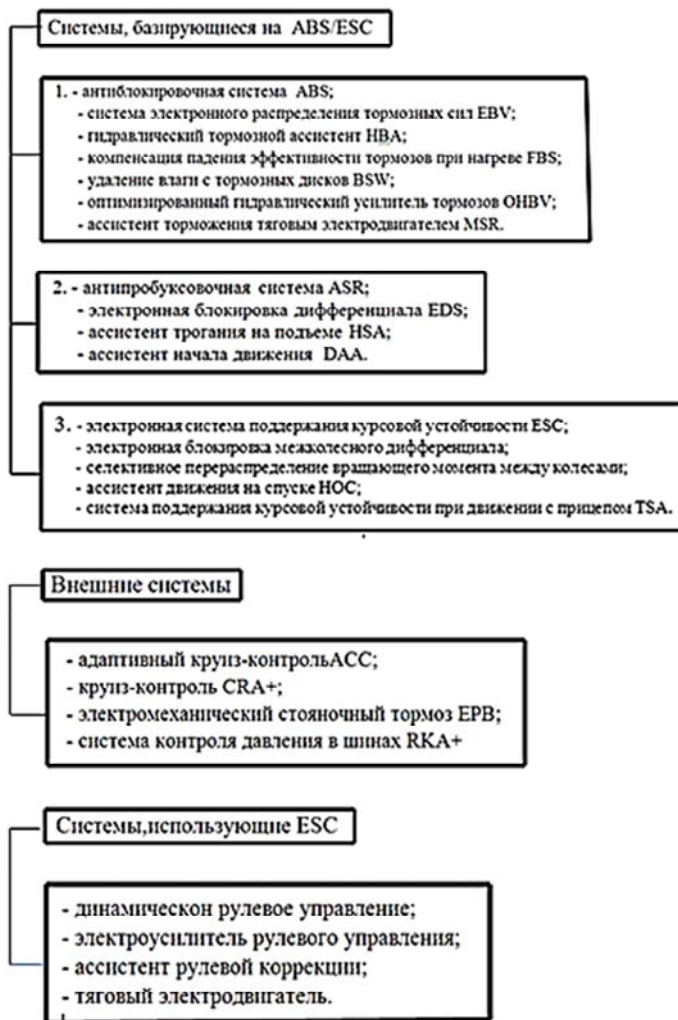 Системы, базирующиеся на ABS/ESC
1. - антиблокировочная система ABS;
- система электронного распределения тормозных сил EBV;
- гидравлический тормозной ассистент HBA;
- компенсация падения эффективности тормозов при нагреве FBS;
- удаление влаги с тормозных дисков BSW;
- оптимизированный гидравлический усилитель тормозов OHBV;
- ассистент торможения тяговым электродвигателем MSR.
2. - антипробуксовочная система ASR;
- электронная блокировка дифференциала EDS;
- ассистент трогания на подъеме HSA;
- ассистент начала движения DAA.
3. - электронная система поддержания курсовой устойчивости ESC;
- электронная блокировка межколесного дифференциала;
- селективное перераспределение вращающего момента между колесами;
- ассистент движения на спуске HOC;
- система поддержания курсовой устойчивости при движении с прицепом TSA.
Внешние системы
- адаптивный круиз-контрольACC;
- круиз-контроль CRA+;
- электромеханический стояночный тормоз EPB;
- система контроля давления в шинах RKA+
Системы,использующие ESC
- динамическон рулевое управление;
- электроусилитель рулевого управления;
- ассистент рулевой коррекции;
- тяговый электродвигатель.